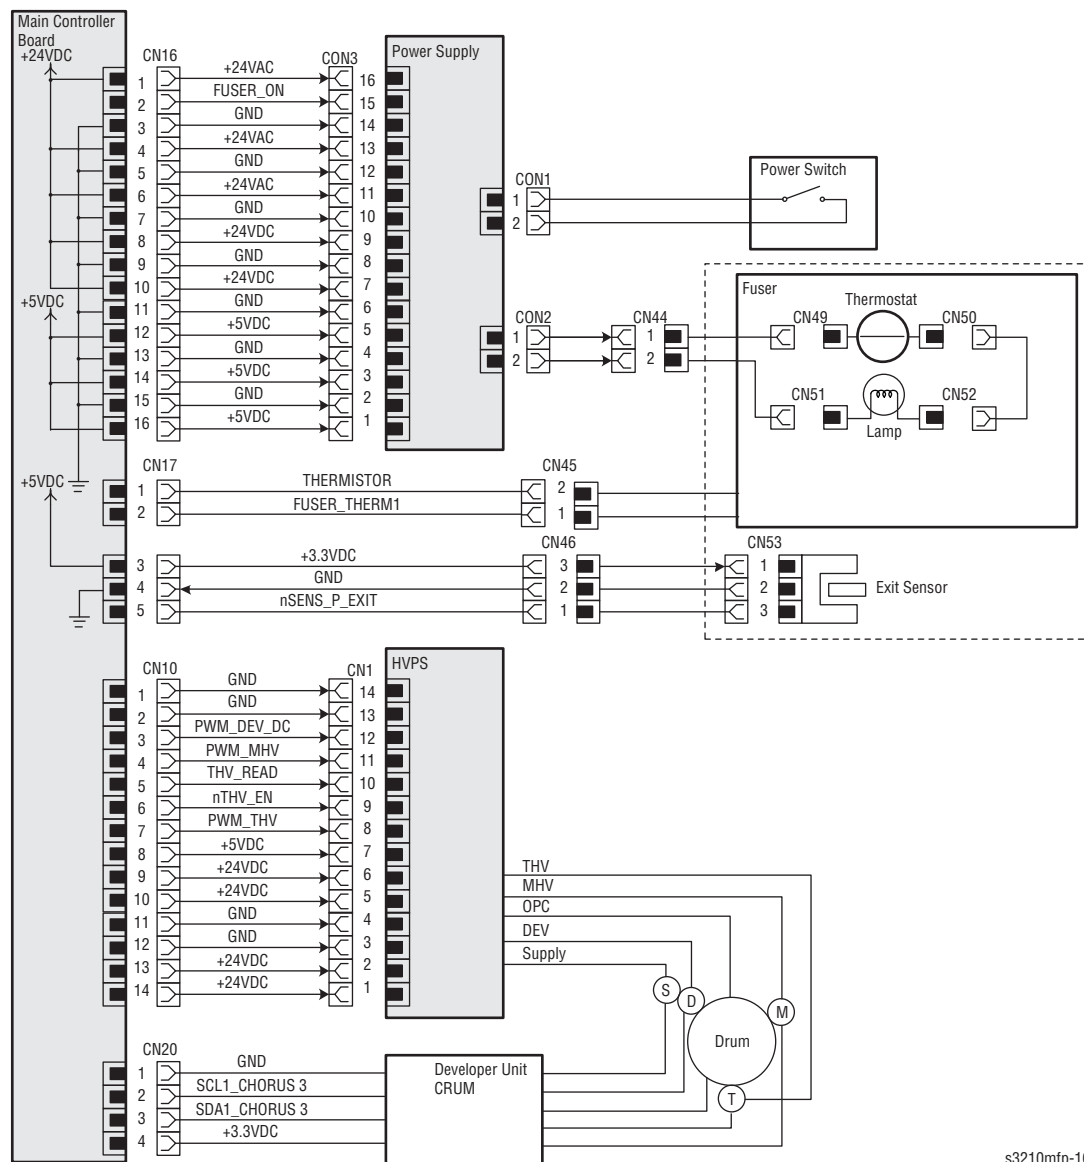 Main Controller
Board
+24VDC
CN16
CON3
Power Supply
1 +24VAC 16
2 FUSER_ON 15
3 GND 14
4 +24VAC 13
5 GND 12
6 +24VAC 11
7 GND 10
8 +24VDC 9
9 GND 8
10 +24VDC 7
+5VDC
11 GND 6
12 +5VDC 5
13 GND 4
14 +5VDC 3
15 GND 2
16 +5VDC 1
CON1
1
2
Power Switch
CON2
1
2
CN44
1
2
Fuser
Thermostat
CN49
CN50
CN51
CN52
Lamp
+5VDC
CN17
CN45
1 THERMISTOR 2
2 FUSER_THERM1 1
CN46
CN53
3 +3.3VDC 3 1
4 GND 2 2
5 nSENS_P_EXIT 1 3
Exit Sensor
CN10
CN1
HVPS
1 GND 14
2 GND 13
3 PWM_DEV_DC 12
4 PWM_MHV 11
5 THV_READ 10
6 nTHV_EN 9
7 PWM_THV 8
8 +5VDC 7
9 +24VDC 6
10 +24VDC 5
11 GND 4
12 GND 3
13 +24VDC 2
14 +24VDC 1
THV
MHV
OPC
DEV
Supply
S
D
M
Drum
T
CN20
1 GND
2 SCL1_CHORUS 3
3 SDA1_CHORUS 3
4 +3.3VDC
Developer Unit
CRUM